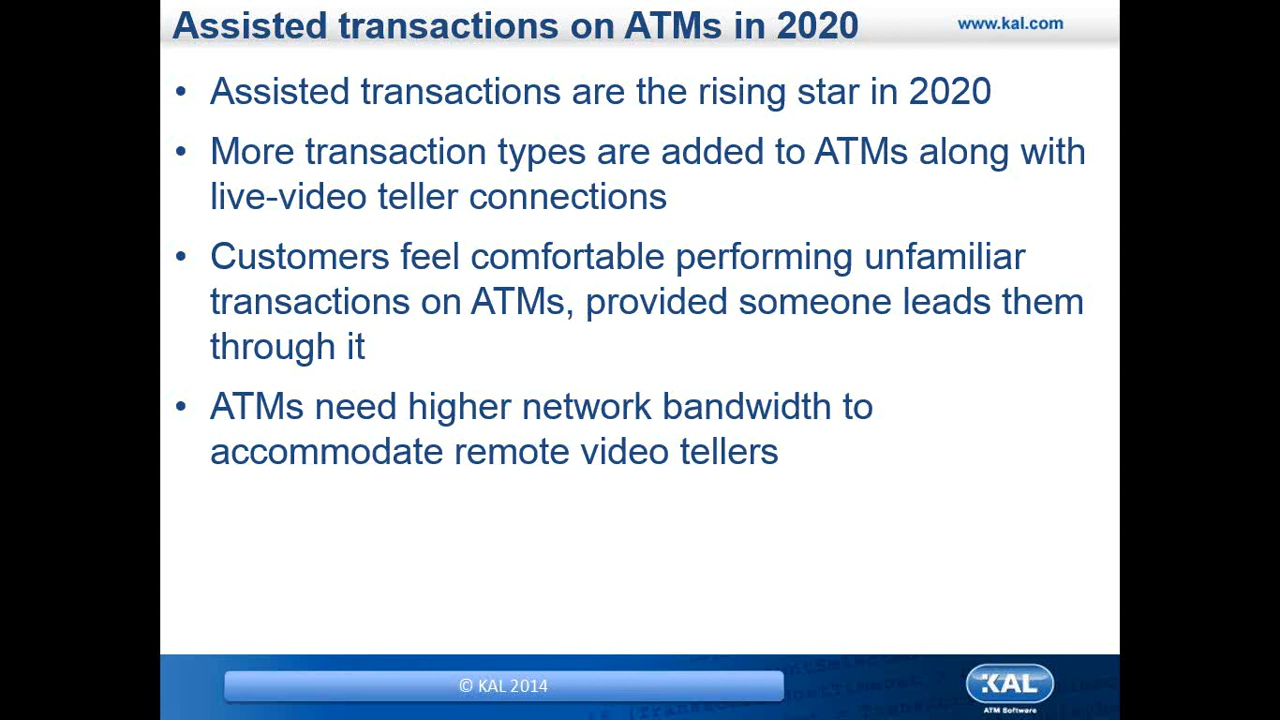 Assisted transactions on ATMs in 2020
www.kal.com
• Assisted transactions are the rising star in 2020
• More transaction types are added to ATMs along with
live-video teller connections
• Customers feel comfortable performing unfamiliar
transactions on ATMs, provided someone leads them
through it
• ATMs need higher network bandwidth to
accommodate remote video tellers
© KAL 2014
KAL
ATM Software